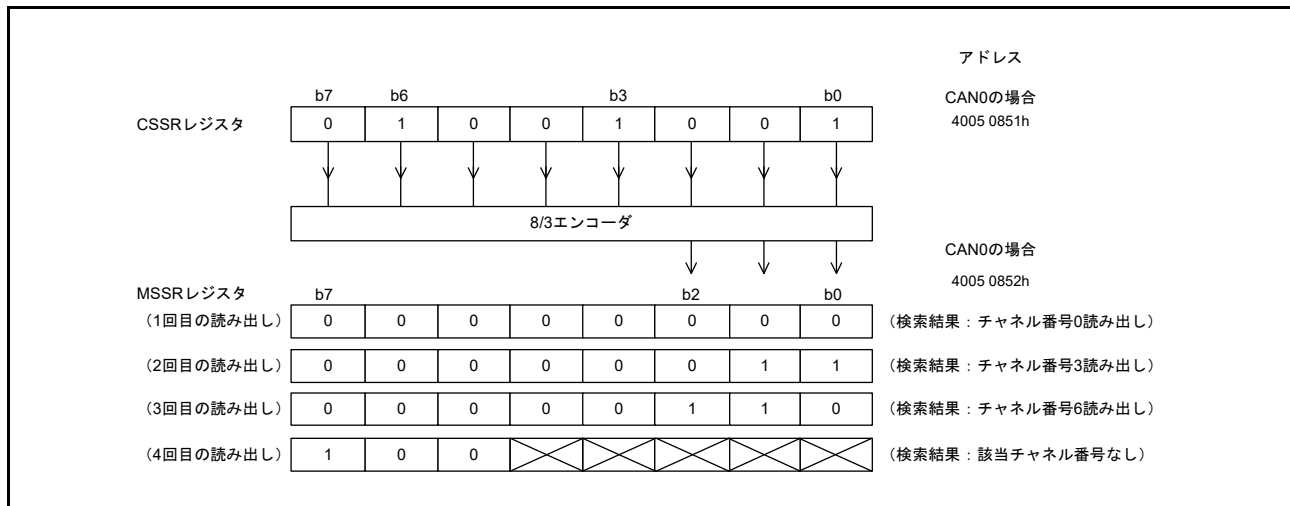 アドレス
b7 b6 b3 b0 CAN0の場合
CSSRレジスタ 0 1 0 0 1 0 0 1 4005 0851h
8/3エンコーダ
CAN0の場合
4005 0852h
MSSRレジスタ b7 b2 b0
(1回目の読み出し) 0 0 0 0 0 0 0 0 (検索結果：チャネル番号0読み出し)
(2回目の読み出し) 0 0 0 0 0 0 1 1 (検索結果：チャネル番号3読み出し)
(3回目の読み出し) 0 0 0 0 0 1 1 0 (検索結果：チャネル番号6読み出し)
(4回目の読み出し) 1 0 0 (検索結果：該当チャネル番号なし)